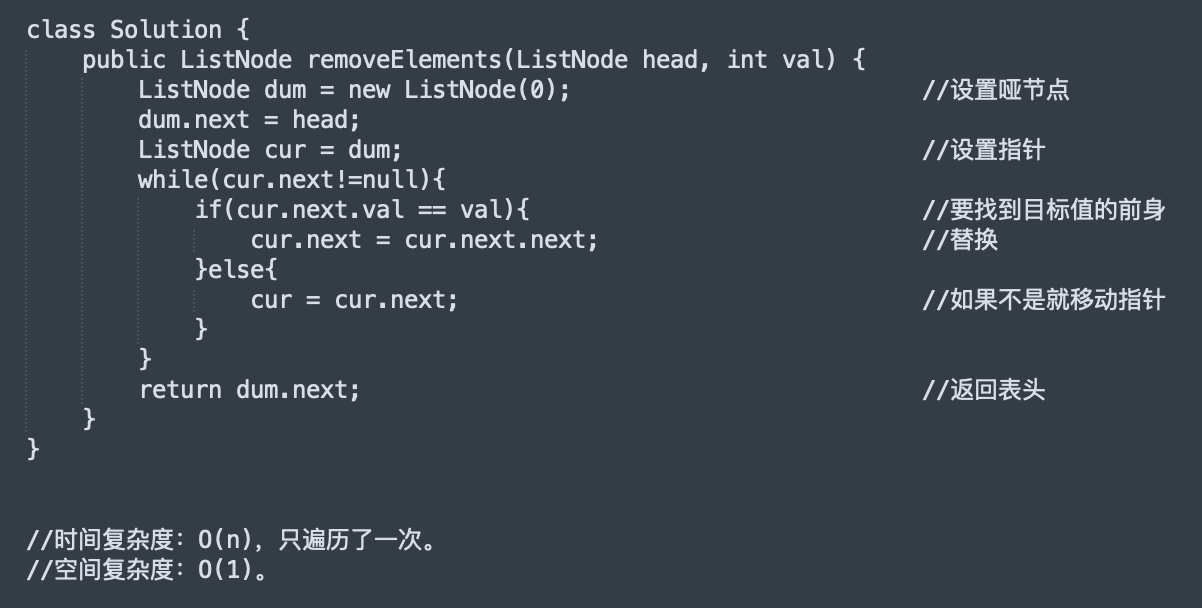 class Solution {
    public ListNode removeElements(ListNode head, int val) {
        ListNode dum = new ListNode(0);                         //设置哑节点
        dum.next = head;
        ListNode cur = dum;                                     //设置指针
        while(cur.next!=null){
            if(cur.next.val == val){                            //要找到目标值的前身
                cur.next = cur.next.next;                       //替换
            }else{
                cur = cur.next;                                 //如果不是就移动指针
            }
        }
        return dum.next;                                        //返回表头
    }
}
//时间复杂度：O(n)，只遍历了一次。
//空间复杂度：O(1)。